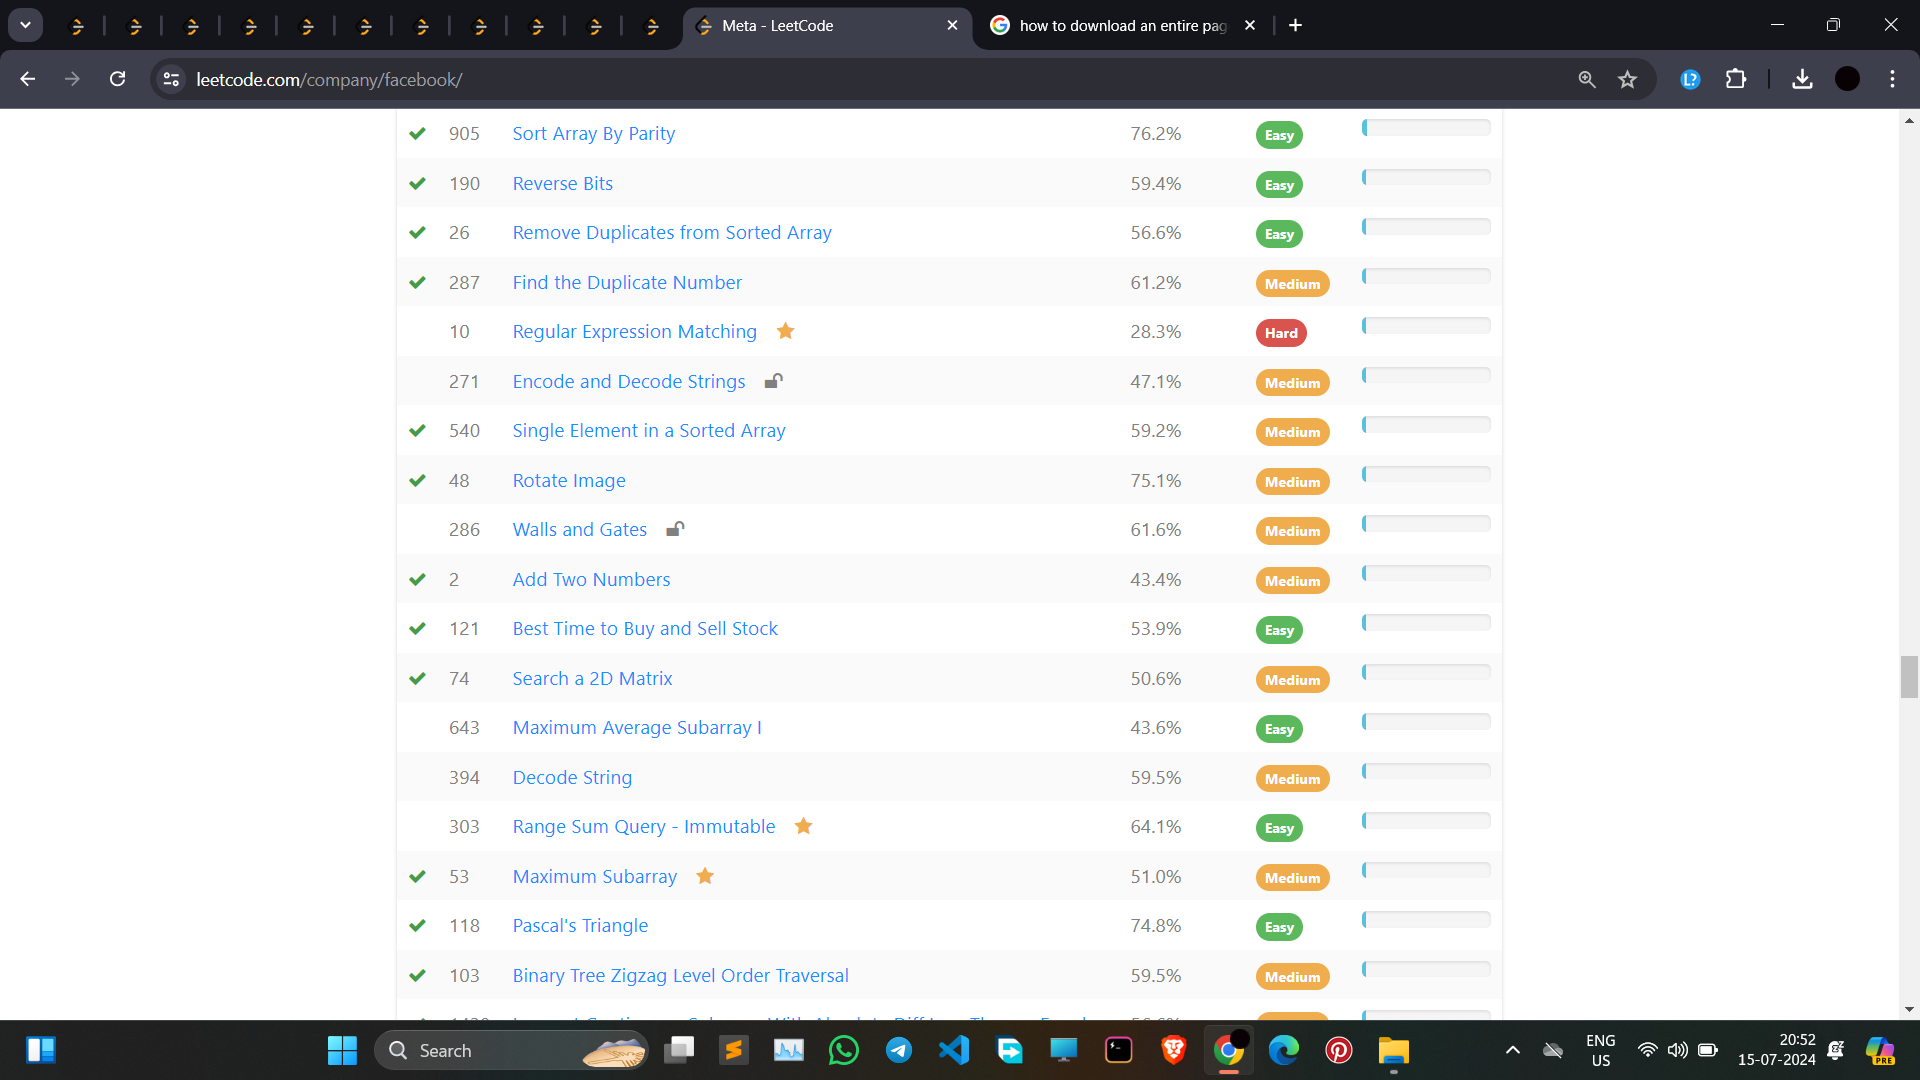 Meta - LeetCode
how to download an entire pag
leetcode.com/company/facebook/
905 Sort Array By Parity 76.2% Easy
190 Reverse Bits 59.4% Easy
26 Remove Duplicates from Sorted Array 56.6% Easy
287 Find the Duplicate Number 61.2% Medium
10 Regular Expression Matching 28.3% Hard
271 Encode and Decode Strings 47.1% Medium
540 Single Element in a Sorted Array 59.2% Medium
48 Rotate Image 75.1% Medium
286 Walls and Gates 61.6% Medium
2 Add Two Numbers 43.4% Medium
121 Best Time to Buy and Sell Stock 53.9% Easy
74 Search a 2D Matrix 50.6% Medium
643 Maximum Average Subarray I 43.6% Easy
394 Decode String 59.5% Medium
303 Range Sum Query - Immutable 64.1% Easy
53 Maximum Subarray 51.0% Medium
118 Pascal's Triangle 74.8% Easy
103 Binary Tree Zigzag Level Order Traversal 59.5% Medium
Search
ENG
US
20:52
15-07-2024
PRE